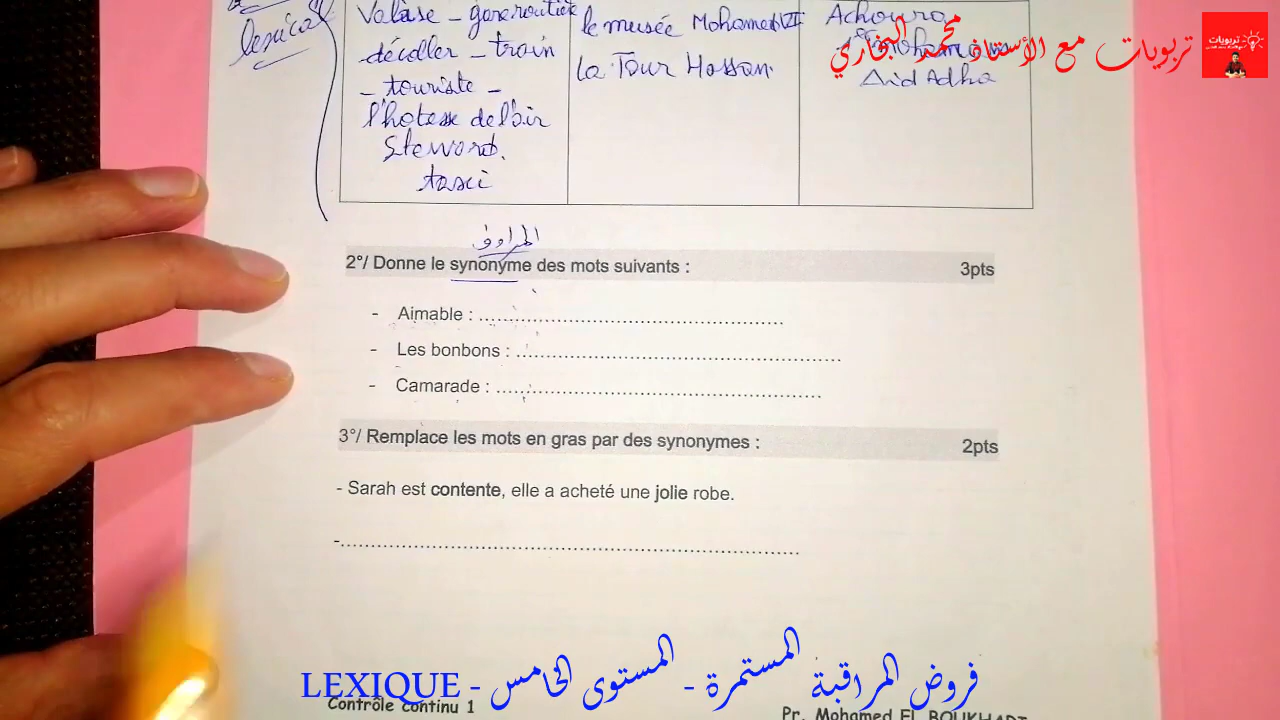 lexical
Valise - gare routière
décoller - train
- touriste -
l'hotesse de l'air
Steward.
taxi
le musée Mohamed VI
la Tour Hassan
Achoura
Aid Adha
تربويات مع الأستاذ محمد البخاري
تربويات
المرادف
2°/ Donne le synonyme des mots suivants : 3pts
- Aimable : ........................................................
- Les bonbons : ............................................................
- Camarade : ............................................................
3°/ Remplace les mots en gras par des synonymes : 2pts
- Sarah est contente, elle a acheté une jolie robe.
-....................................................................................
فروض المراقبة المستمرة - المستوى الخامس - LEXIQUE
Contrôle continu 1
Pr. Mohamed EL BOUKHARI